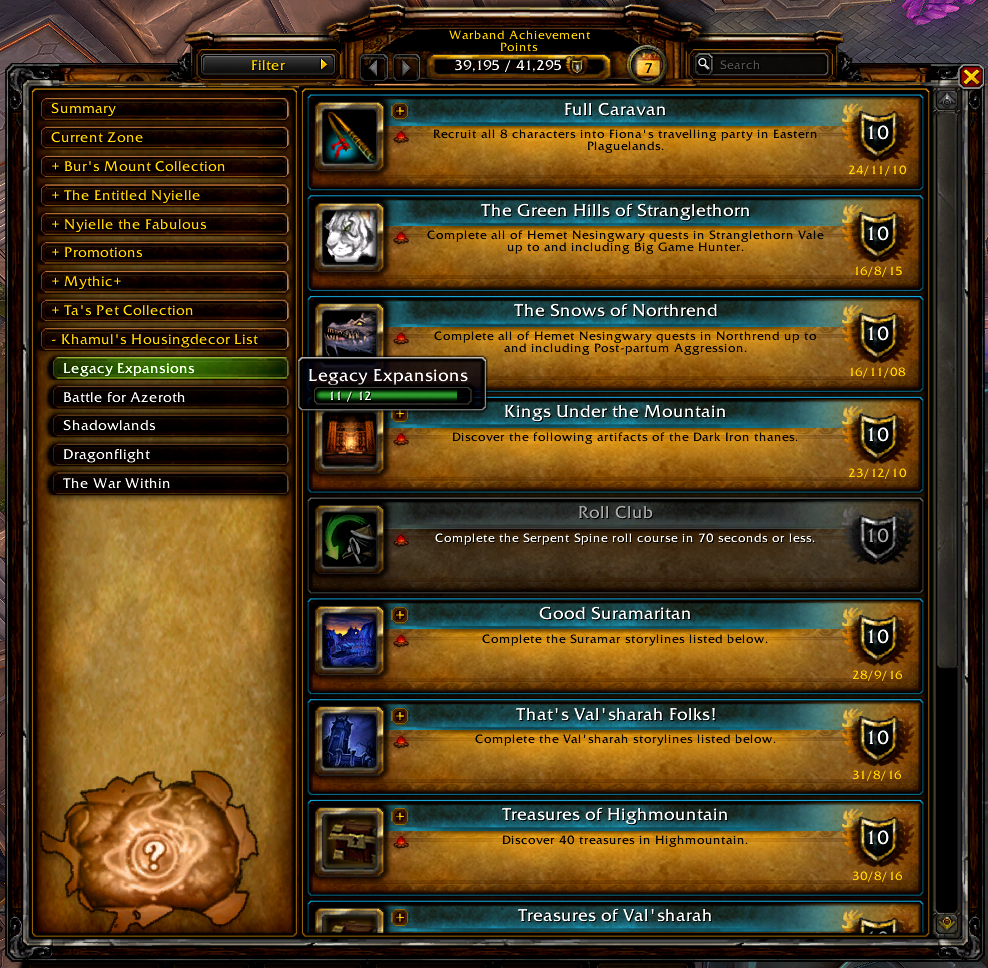 Warband Achievement
Points
Filter
39,195 / 41,295
7
Search
Summary
Current Zone
+ Bur's Mount Collection
+ The Entitled Nyielle
+ Nyielle the Fabulous
+ Promotions
+ Mythic+
+ Ta's Pet Collection
- Khamul's Housingdecor List
Legacy Expansions
Battle for Azeroth
Shadowlands
Dragonflight
The War Within
Legacy Expansions
11 / 12
Full Caravan
Recruit all 8 characters into Fiona's travelling party in Eastern
Plaguelands.
10
24/11/10
The Green Hills of Stranglethorn
Complete all of Hemet Nesingwary quests in Stranglethorn Vale
up to and including Big Game Hunter.
10
16/8/15
The Snows of Northrend
Complete all of Hemet Nesingwary quests in Northrend up to
and including Post-partum Aggression.
10
16/11/08
Kings Under the Mountain
Discover the following artifacts of the Dark Iron thanes.
10
23/12/10
Roll Club
Complete the Serpent Spine roll course in 70 seconds or less.
10
Good Suramaritan
Complete the Suramar storylines listed below.
10
28/9/16
That's Val'sharah Folks!
Complete the Val'sharah storylines listed below.
10
31/8/16
Treasures of Highmountain
Discover 40 treasures in Highmountain.
10
30/8/16
Treasures of Val'sharah